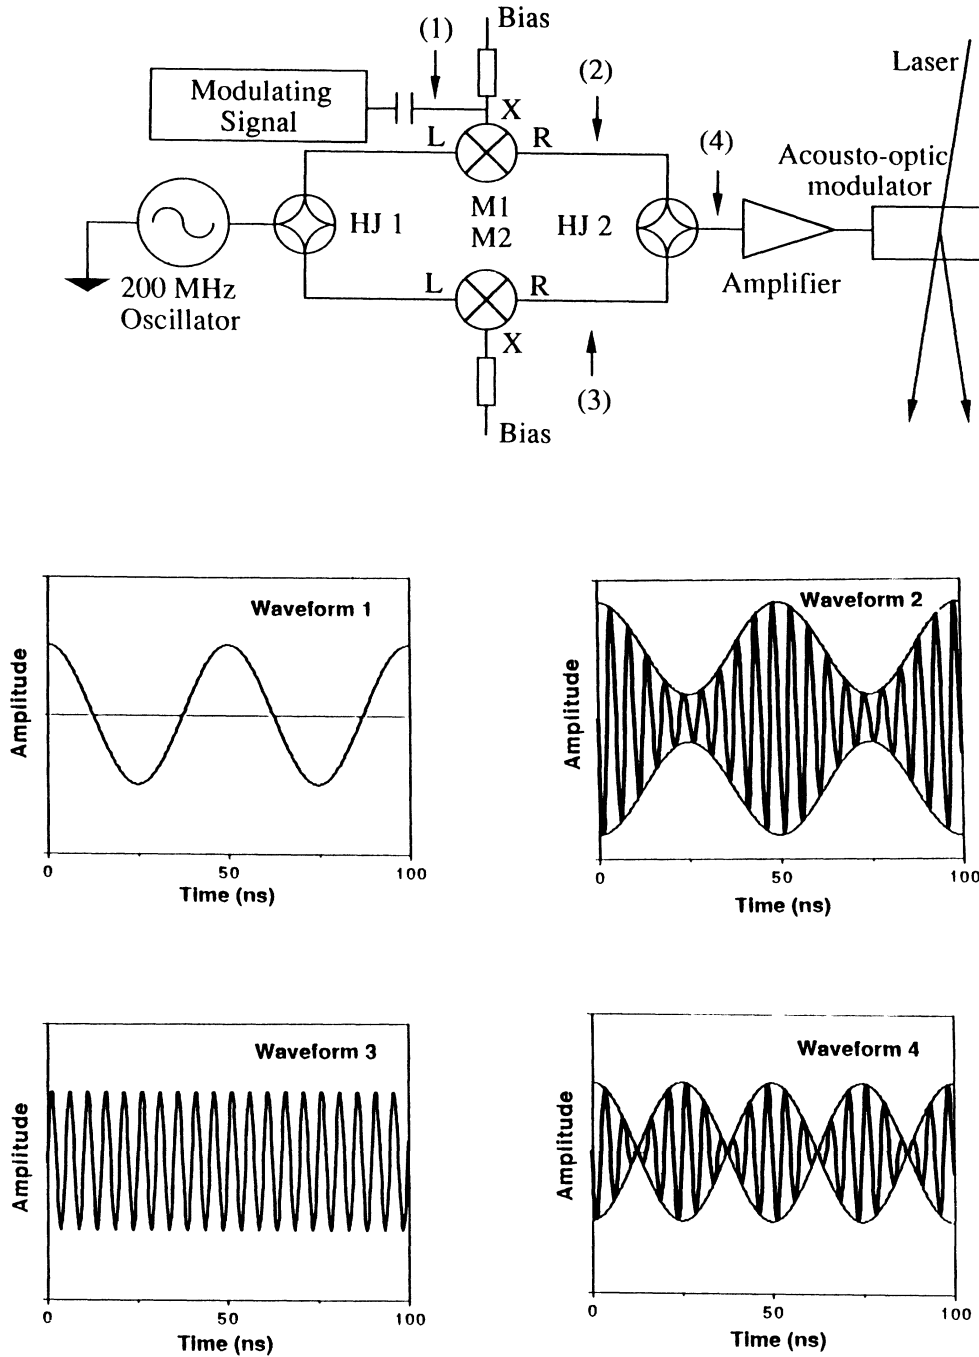 Bias
(1)
Laser
(2)
Modulating
Signal
X
L
R
(4)
Acousto-optic
modulator
HJ 1
M1
M2
HJ 2
200 MHz
Oscillator
L
R
Amplifier
X
(3)
Bias
Waveform 1
Amplitude
0
50
100
Time (ns)
Waveform 2
Amplitude
0
50
100
Time (ns)
Waveform 3
Amplitude
0
50
100
Time (ns)
Waveform 4
Amplitude
0
50
100
Time (ns)